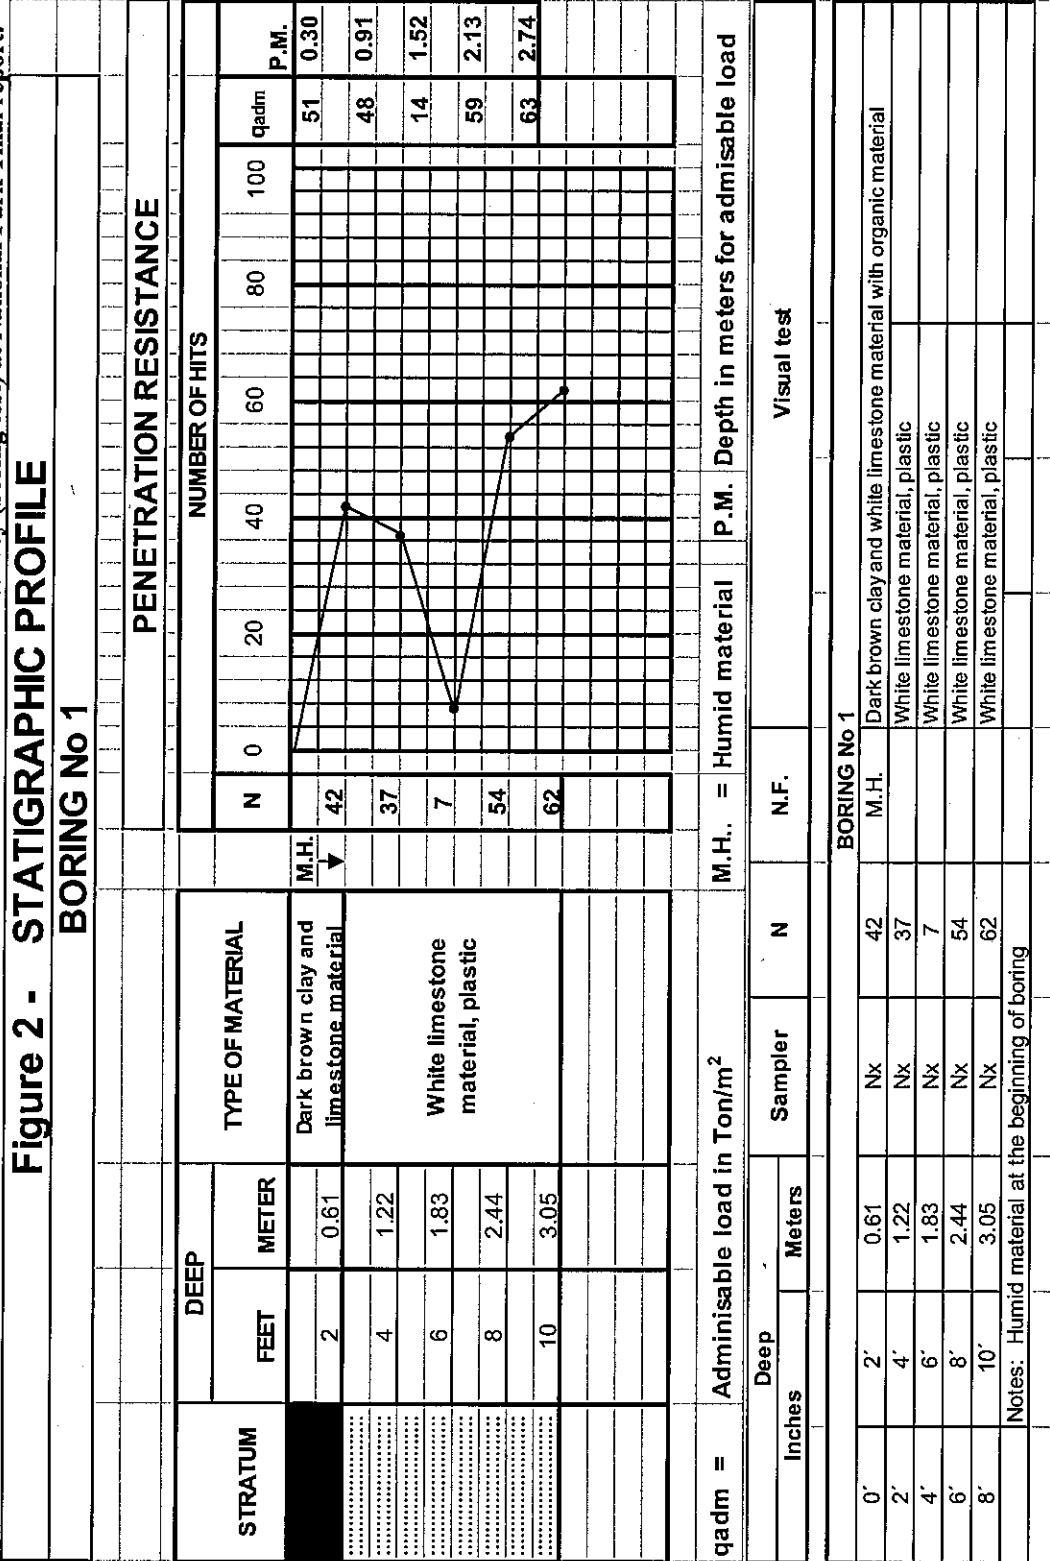 Figure 2 - STATIGRAPHIC PROFILE
BORING No 1
PENETRATION RESISTANCE
STRATUM DEEP TYPE OF MATERIAL NUMBER OF HITS
FEET METER N 0 20 40 60 80 100 qadm P.M.
2 0.61 Dark brown clay and limestone material M.H. 42 51 0.30
4 1.22 37 48 0.91
6 1.83 White limestone material, plastic 7 14 1.52
8 2.44 54 59 2.13
10 3.05 62 63 2.74
qadm = Adminisable load in Ton/m² M.H.. = Humid material P.M. Depth in meters for admisable load
Deep Sampler N N.F. Visual test
Inches Meters
BORING No 1
0´ 2´ 0.61 Nx 42 M.H. Dark brown clay and white limestone material with organic material
2´ 4´ 1.22 Nx 37 White limestone material, plastic
4´ 6´ 1.83 Nx 7 White limestone material, plastic
6´ 8´ 2.44 Nx 54 White limestone material, plastic
8´ 10´ 3.05 Nx 62 White limestone material, plastic
Notes: Humid material at the beginning of boring